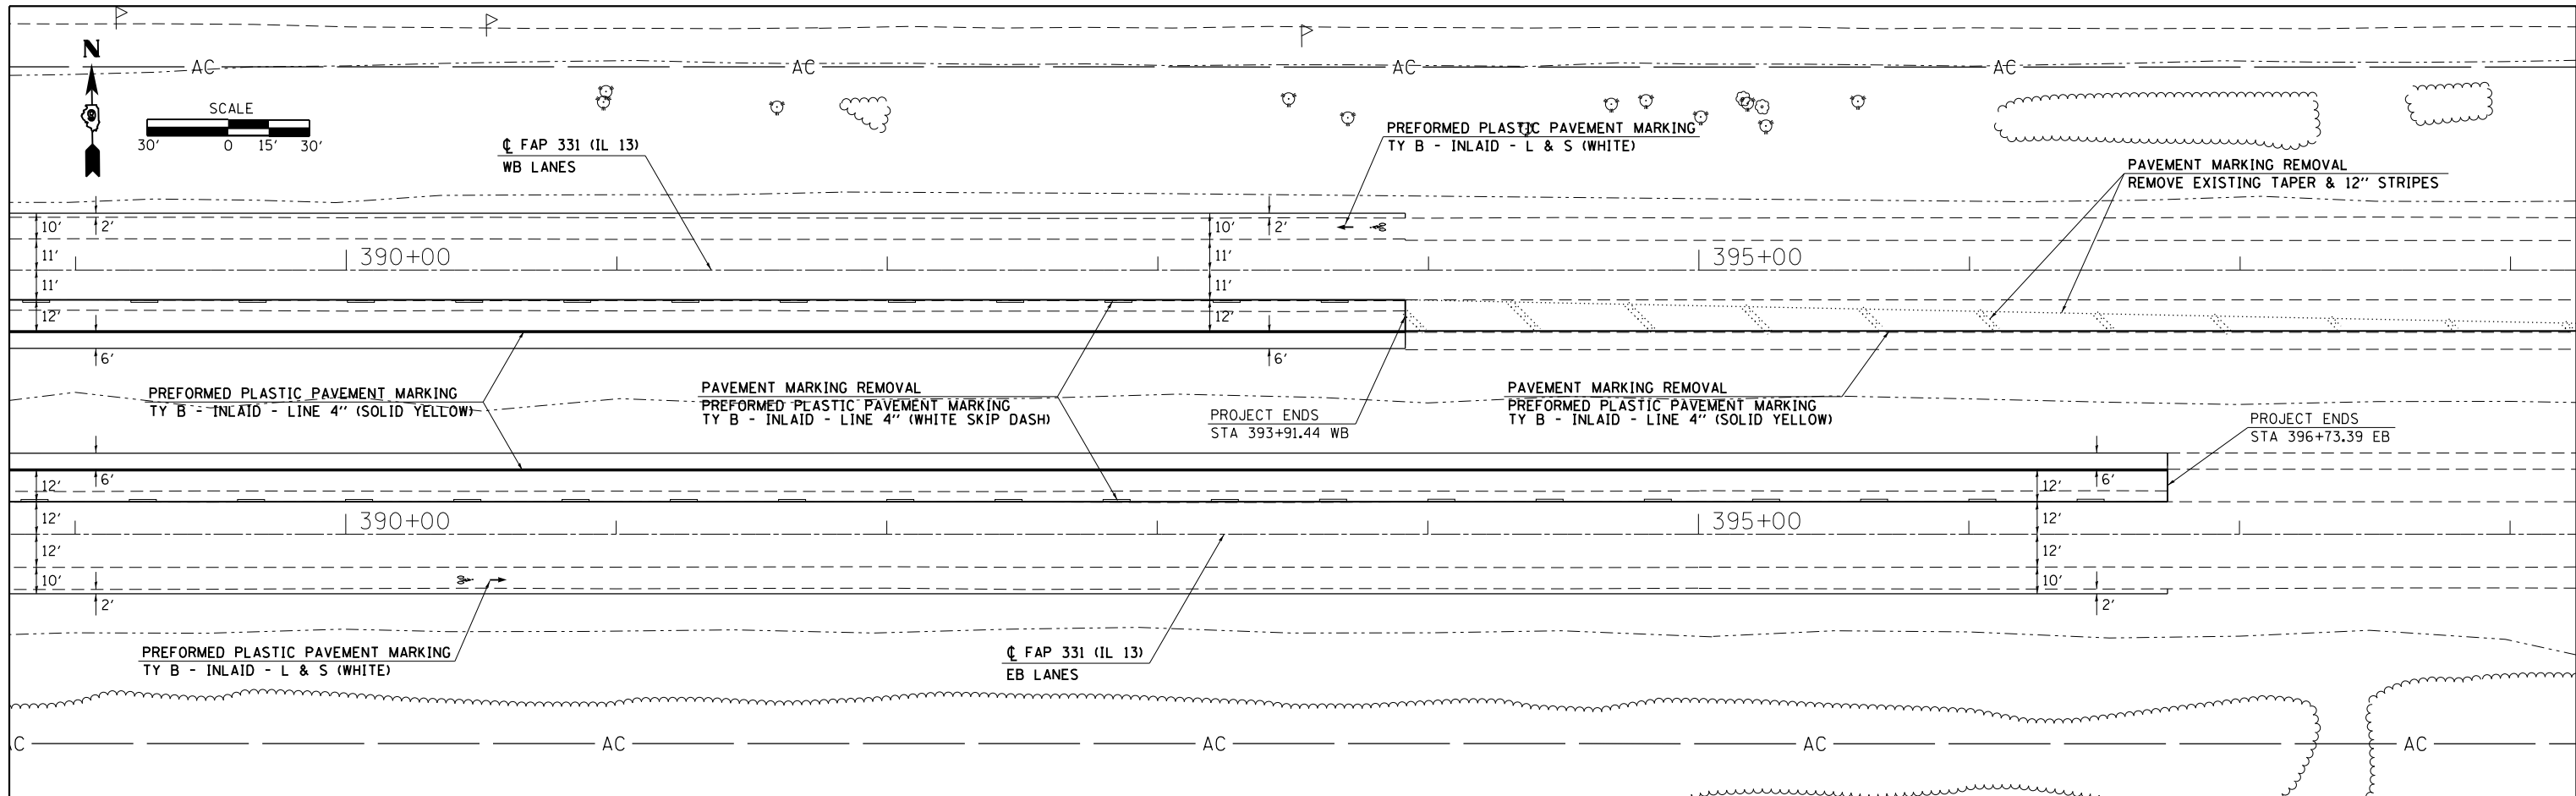 AC
AC
AC
AC
N
SCALE
30' 0 15' 30'
℄ FAP 331 (IL 13)
WB LANES
PREFORMED PLASTIC PAVEMENT MARKING
TY B - INLAID - L & S (WHITE)
PAVEMENT MARKING REMOVAL
REMOVE EXISTING TAPER & 12'' STRIPES
10'
2'
11'
11'
12'
6'
390+00
10'
2'
11'
11'
12'
6'
395+00
PREFORMED PLASTIC PAVEMENT MARKING
TY B - INLAID - LINE 4'' (SOLID YELLOW)
PAVEMENT MARKING REMOVAL
PREFORMED PLASTIC PAVEMENT MARKING
TY B - INLAID - LINE 4'' (WHITE SKIP DASH)
PROJECT ENDS
STA 393+91.44 WB
PAVEMENT MARKING REMOVAL
PREFORMED PLASTIC PAVEMENT MARKING
TY B - INLAID - LINE 4'' (SOLID YELLOW)
PROJECT ENDS
STA 396+73.39 EB
6'
12'
12'
12'
10'
2'
390+00
395+00
12'
6'
12'
12'
10'
2'
PREFORMED PLASTIC PAVEMENT MARKING
TY B - INLAID - L & S (WHITE)
℄ FAP 331 (IL 13)
EB LANES
C
AC
AC
AC
AC